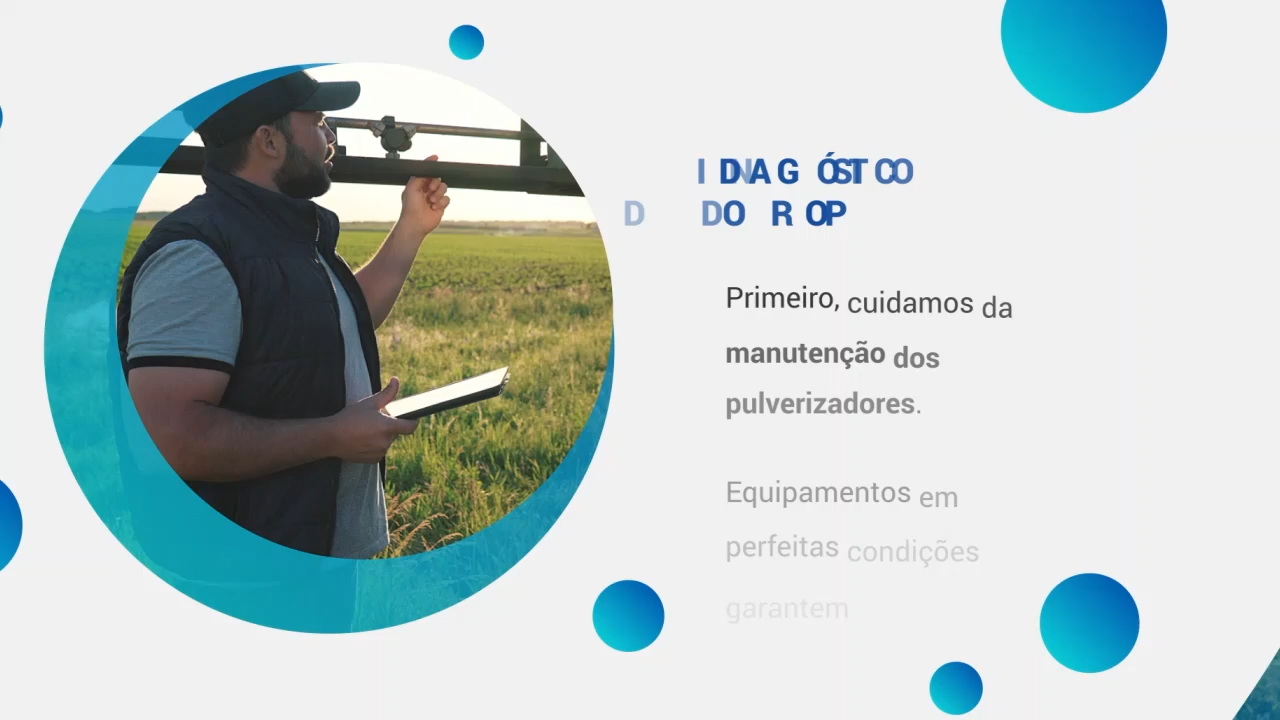 Primeiro, cuidamos da
manutenção dos
pulverizadores.
Equipamentos em
perfeitas condições
garantem